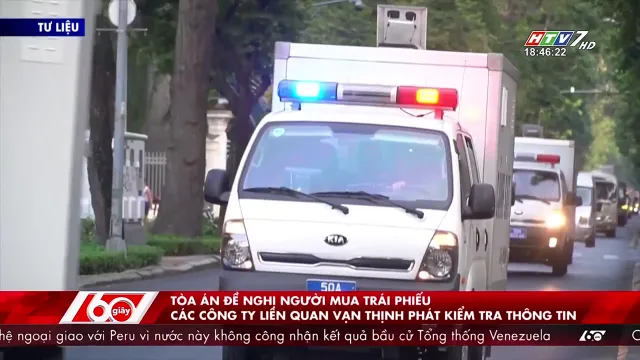 TƯ LIỆU
HTV7 HD
18:46:22
KIA
50A
60 giây
TÒA ÁN ĐỀ NGHỊ NGƯỜI MUA TRÁI PHIẾU
CÁC CÔNG TY LIÊN QUAN VẠN THỊNH PHÁT KIỂM TRA THÔNG TIN
hệ ngoại giao với Peru vì nước này không công nhận kết quả bầu cử Tổng thống Venezuela
60 giây